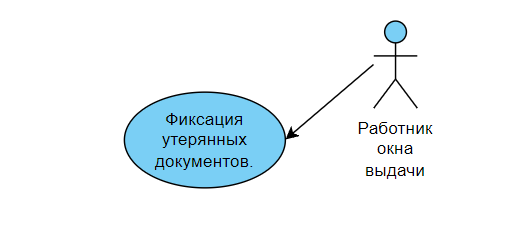 Фиксация
утерянных
документов.
Работник
окна
выдачи